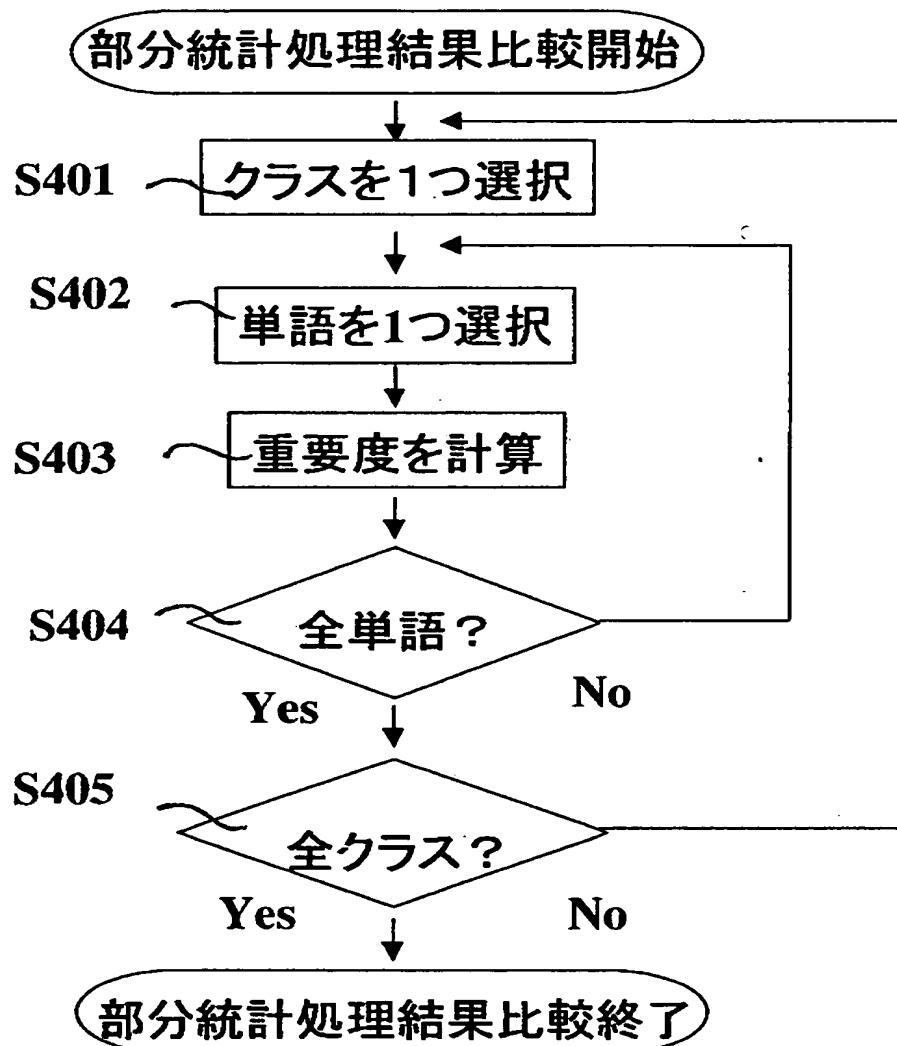 部分統計処理結果比較開始
S401
クラスを1つ選択
S402
単語を1つ選択
S403
重要度を計算
S404
全単語?
Yes
No
S405
全クラス?
Yes
No
部分統計処理結果比較終了